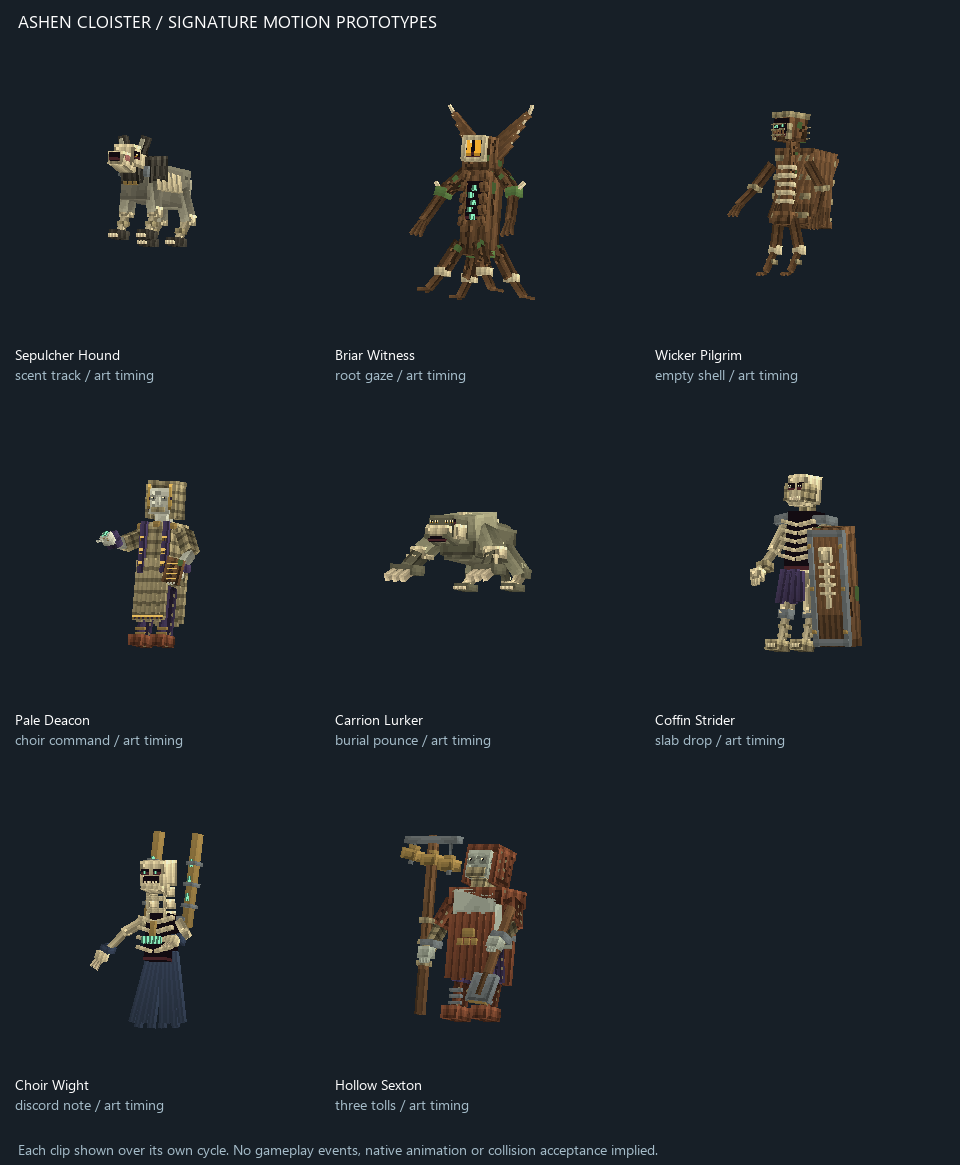 ASHEN CLOISTER / SIGNATURE MOTION PROTOTYPES
Sepulcher Hound
scent track / art timing
Briar Witness
root gaze / art timing
Wicker Pilgrim
empty shell / art timing
Pale Deacon
choir command / art timing
Carrion Lurker
burial pounce / art timing
Coffin Strider
slab drop / art timing
Choir Wight
discord note / art timing
Hollow Sexton
three tolls / art timing
Each clip shown over its own cycle. No gameplay events, native animation or collision acceptance implied.